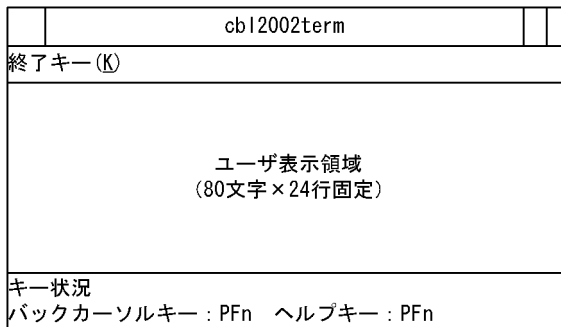 cbl2002term
終了キー(K)
ユーザ表示領域
(80文字×24行固定)
キー状況
バックカーソルキー:PFn　ヘルプキー:PFn